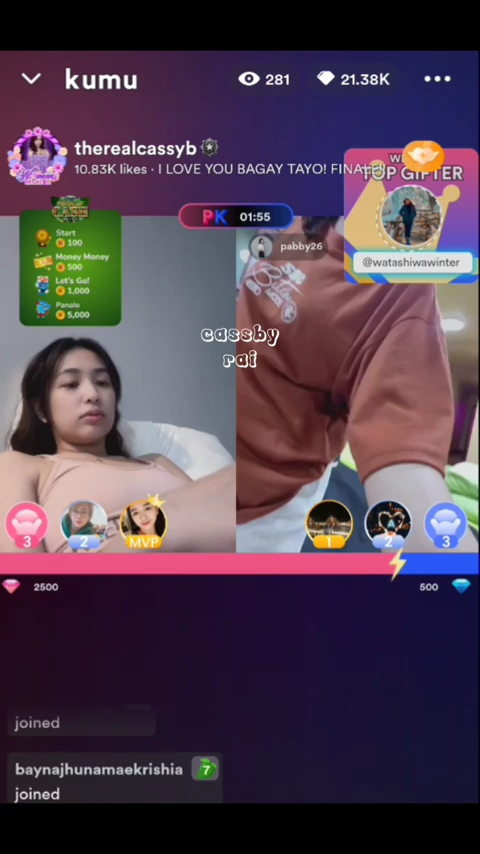 kumu
281
21.38K
therealcassyb
10.83K likes · I LOVE YOU BAGAY TAYO! FINALE!!
TOP GIFTER
@watashiwawinter
PK 01:55
pabby26
Start
100
Money Money
500
Let's Go!
1,000
Panalo
5,000
cassby
rai
3
2
MVP
1
2
3
2500
500
joined
baynajhunamaekrishia 7
joined